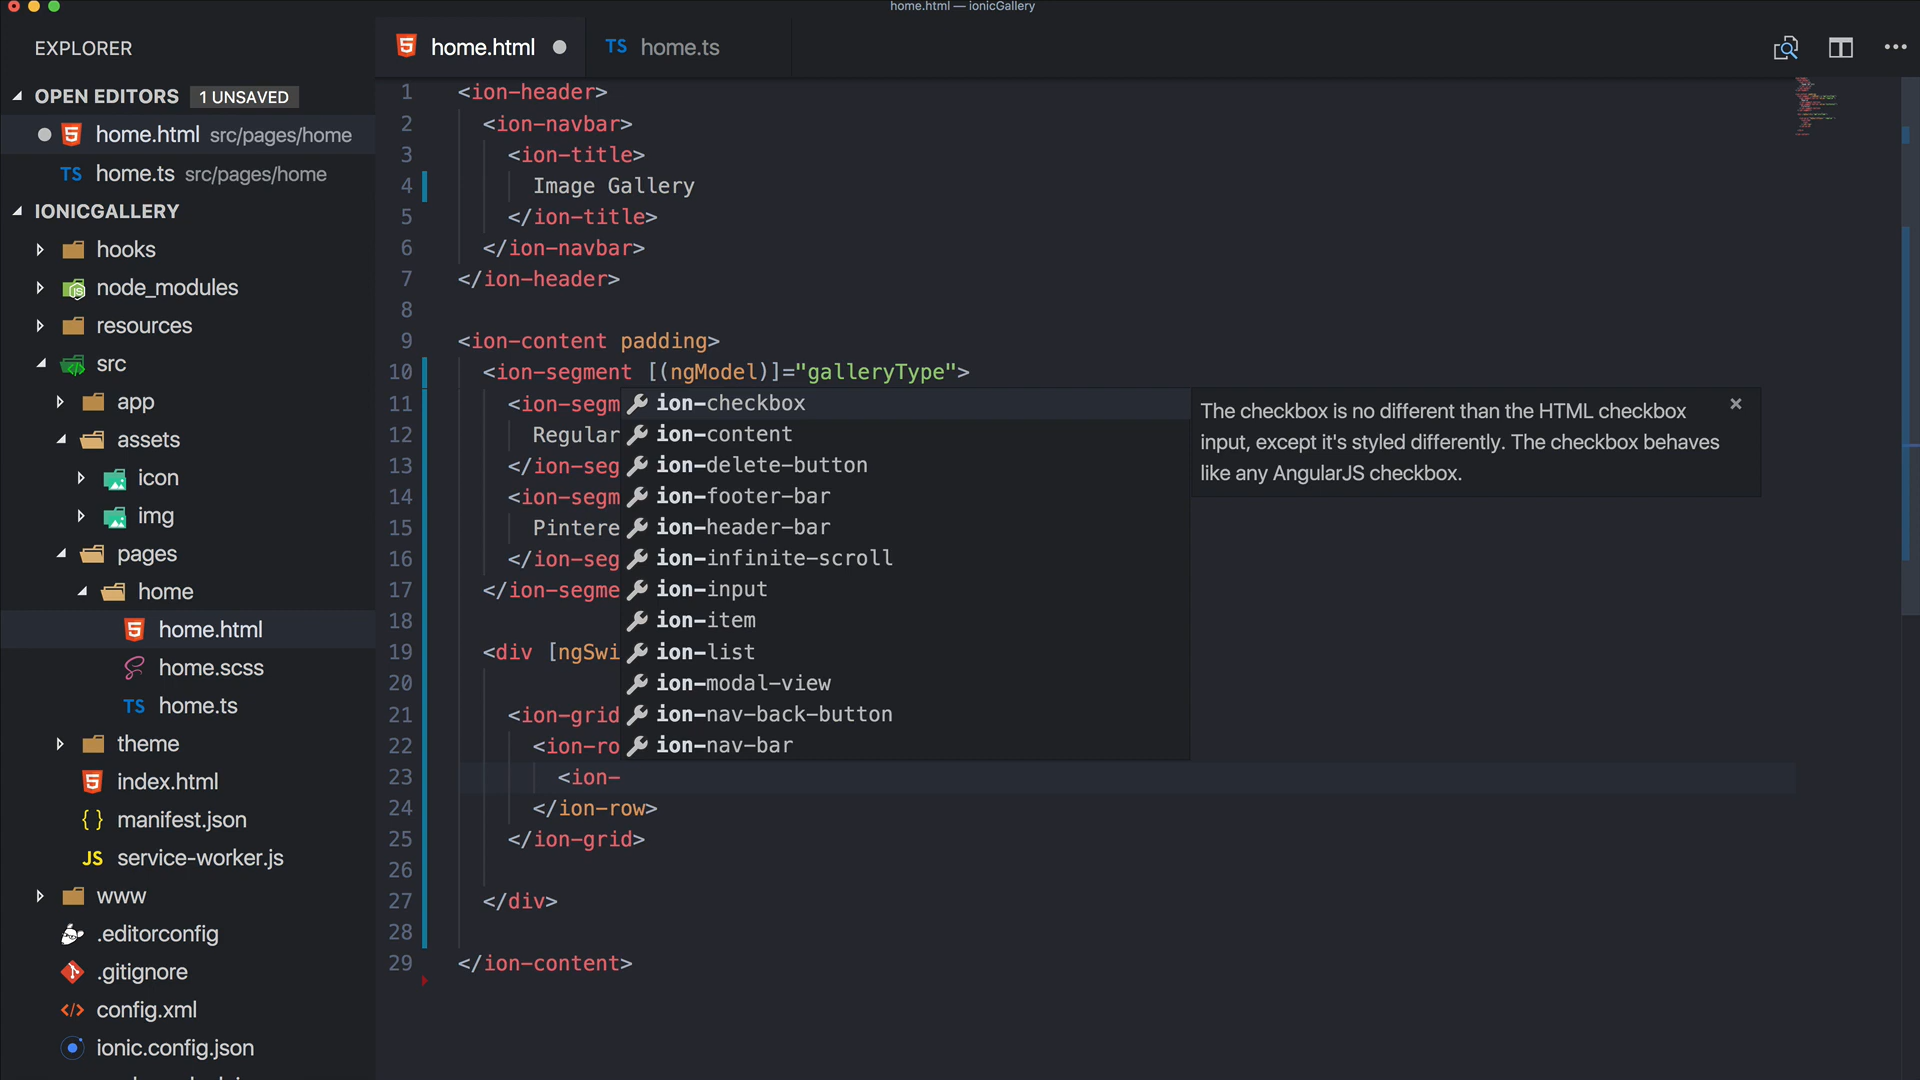 home.html — ionicGallery
EXPLORER
OPEN EDITORS 1 UNSAVED
home.html src/pages/home
TS home.ts src/pages/home
IONICGALLERY
hooks
node_modules
resources
src
app
assets
icon
img
pages
home
home.html
home.scss
TS home.ts
theme
index.html
{ } manifest.json
JS service-worker.js
www
.editorconfig
.gitignore
</> config.xml
ionic.config.json
home.html
TS home.ts
1 <ion-header>
2 <ion-navbar>
3 <ion-title>
4 Image Gallery
5 </ion-title>
6 </ion-navbar>
7 </ion-header>
8
9 <ion-content padding>
10 <ion-segment [(ngModel)]="galleryType">
11 <ion-segm
12 Regular
13 </ion-seg
14 <ion-segm
15 Pintere
16 </ion-seg
17 </ion-segme
18
19 <div [ngSwi
20
21 <ion-grid
22 <ion-ro
23 <ion-
24 </ion-row>
25 </ion-grid>
26
27 </div>
28
29 </ion-content>
ion-checkbox
ion-content
ion-delete-button
ion-footer-bar
ion-header-bar
ion-infinite-scroll
ion-input
ion-item
ion-list
ion-modal-view
ion-nav-back-button
ion-nav-bar
The checkbox is no different than the HTML checkbox
input, except it's styled differently. The checkbox behaves
like any AngularJS checkbox.